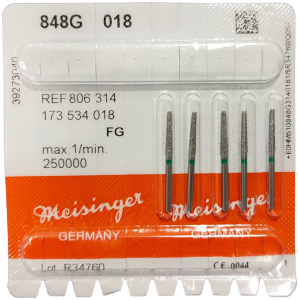 848G 018
39273040
REF 806 314
173 534 018
FG
max.1/min.
250000
Meisinger Meisinger
GERMANY GERMANY
Lot R34760
CE 0044